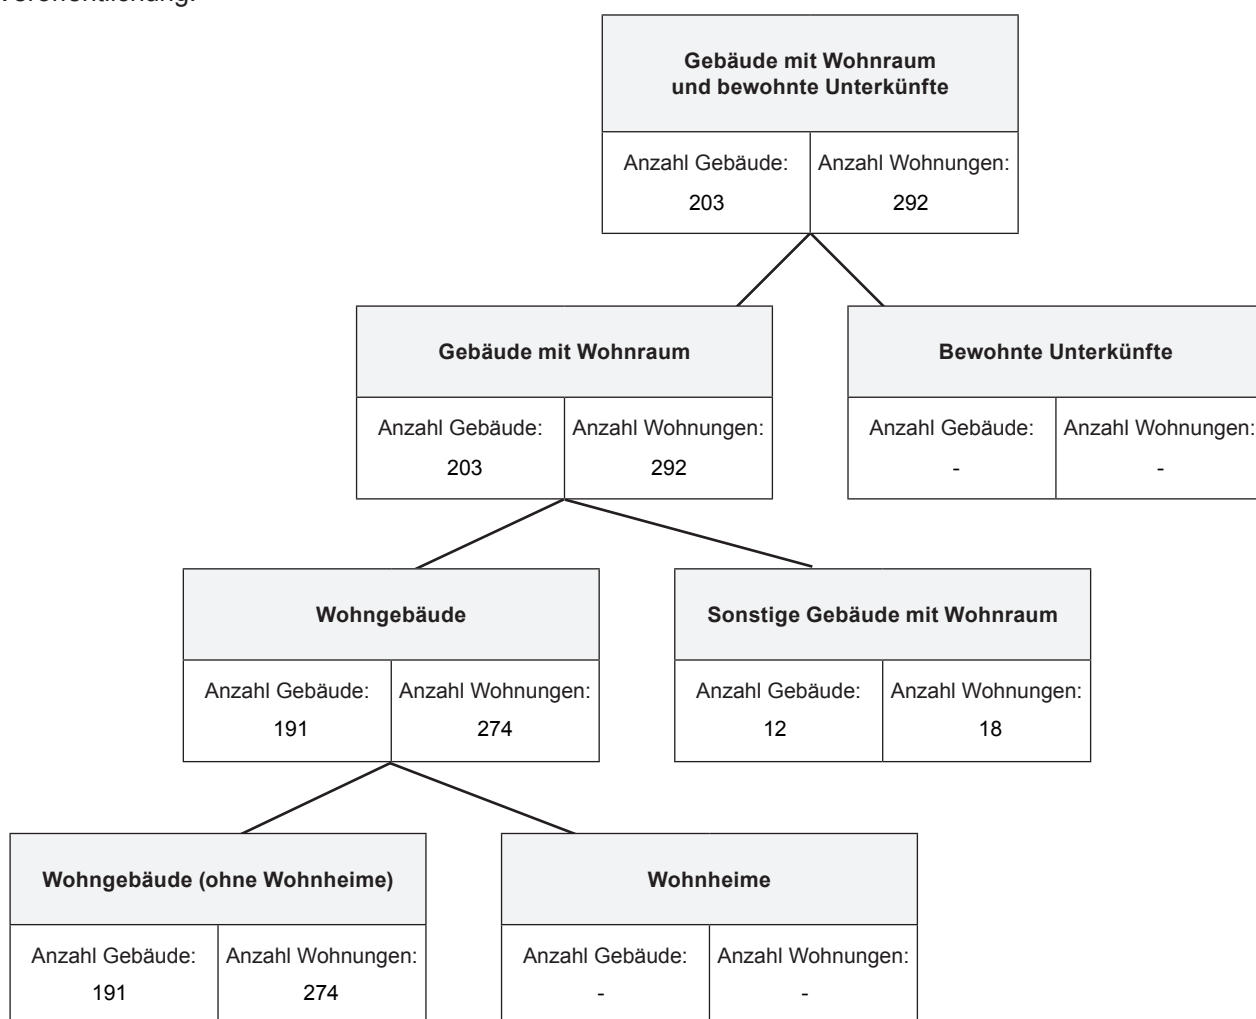 Veröffentlichung.
Gebäude mit Wohnraum
und bewohnte Unterkünfte
Anzahl Gebäude: Anzahl Wohnungen:
203 292
Gebäude mit Wohnraum
Bewohnte Unterkünfte
Anzahl Gebäude: Anzahl Wohnungen:
203 292
Anzahl Gebäude: Anzahl Wohnungen:
- -
Wohngebäude
Sonstige Gebäude mit Wohnraum
Anzahl Gebäude: Anzahl Wohnungen:
191 274
Anzahl Gebäude: Anzahl Wohnungen:
12 18
Wohngebäude (ohne Wohnheime)
Wohnheime
Anzahl Gebäude: Anzahl Wohnungen:
191 274
Anzahl Gebäude: Anzahl Wohnungen:
- -